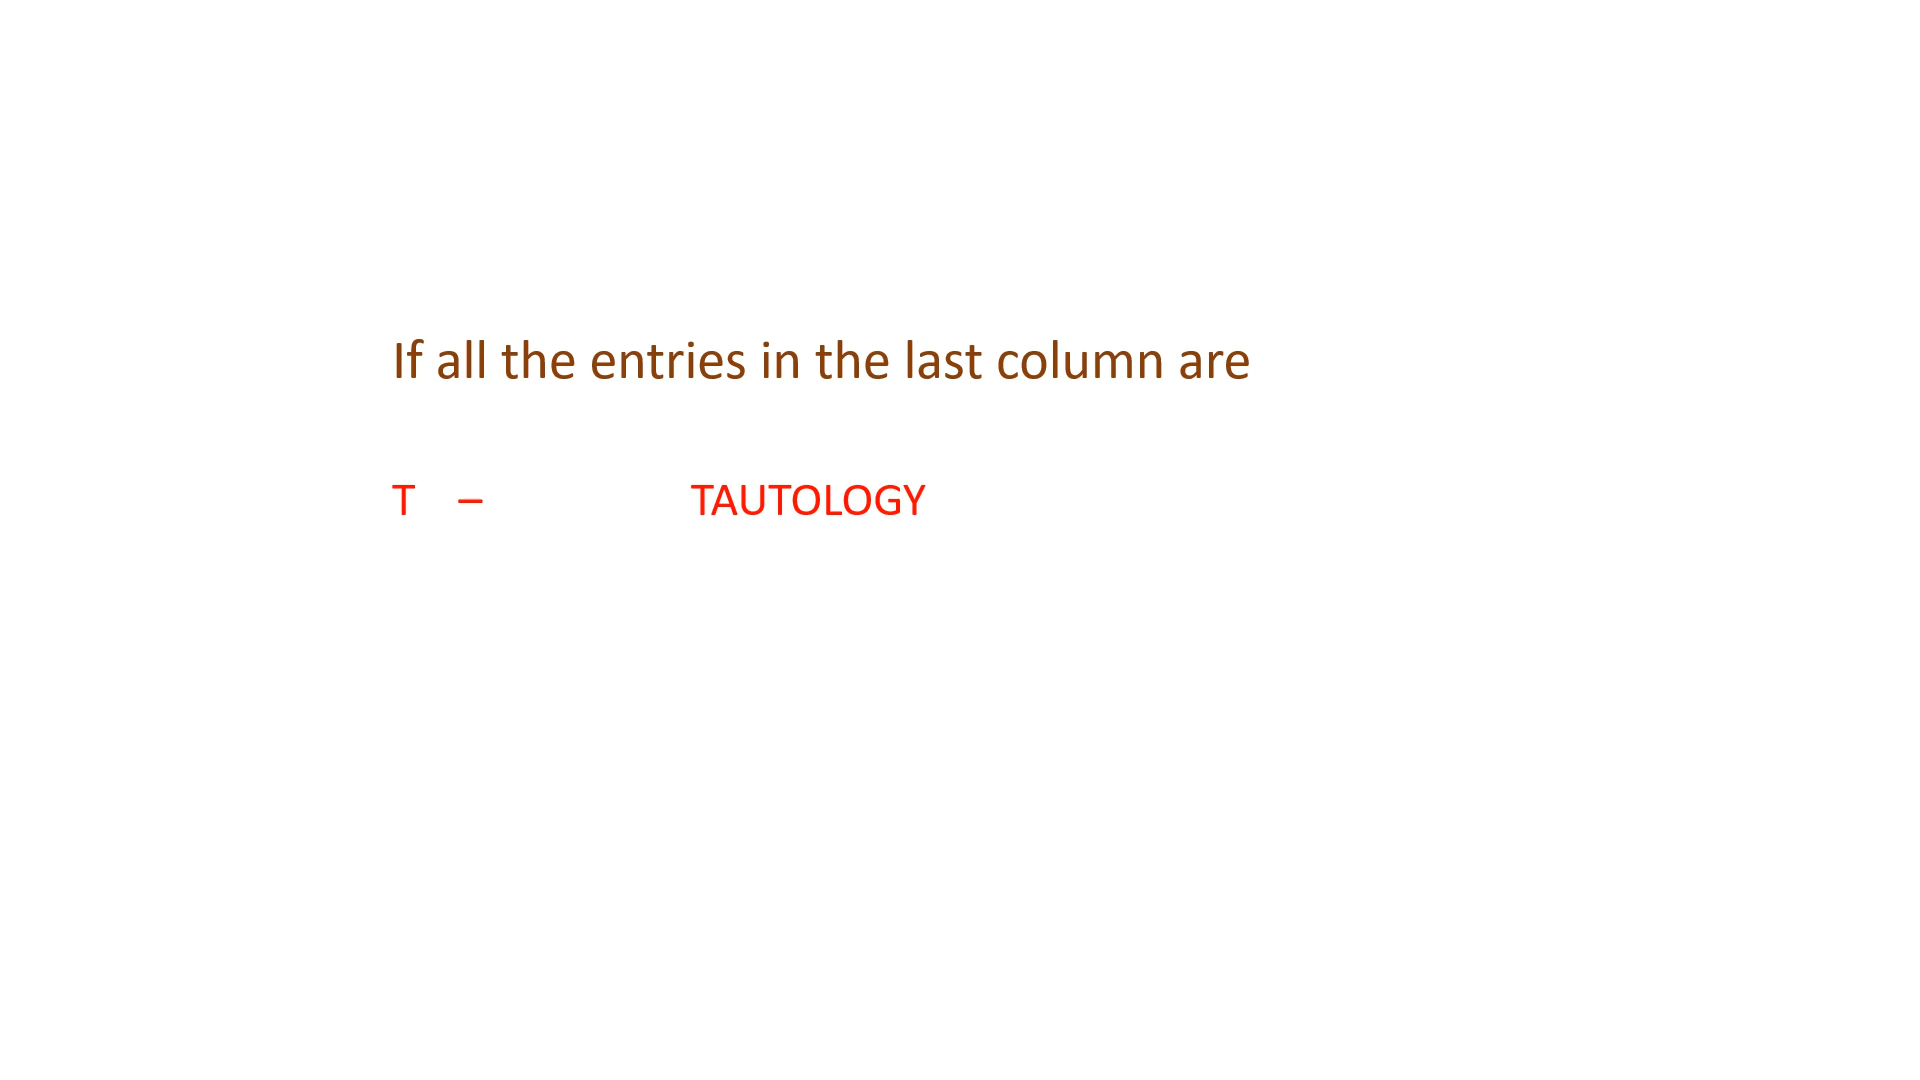 If all the entries in the last column are
T – TAUTOLOGY